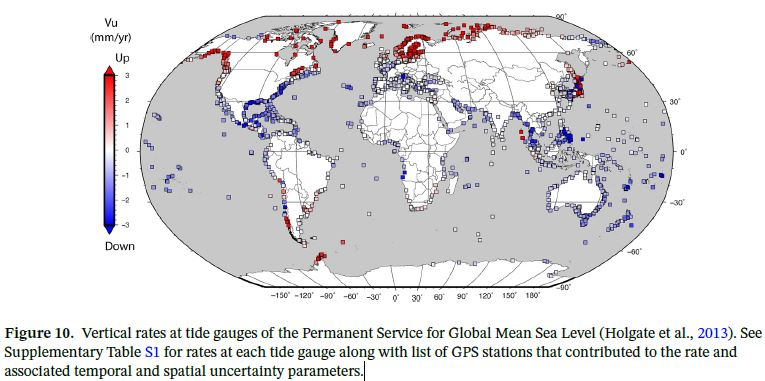 Vu
(mm/yr)
Up
3
2
1
0
−1
−2
−3
Down
90°
60°
30°
0°
−30°
−60°
−90°
−150° −120° −90° −60° −30° 0° 30° 60° 90° 120° 150° 180°
Figure 10. Vertical rates at tide gauges of the Permanent Service for Global Mean Sea Level (Holgate et al., 2013). See
Supplementary Table S1 for rates at each tide gauge along with list of GPS stations that contributed to the rate and
associated temporal and spatial uncertainty parameters.